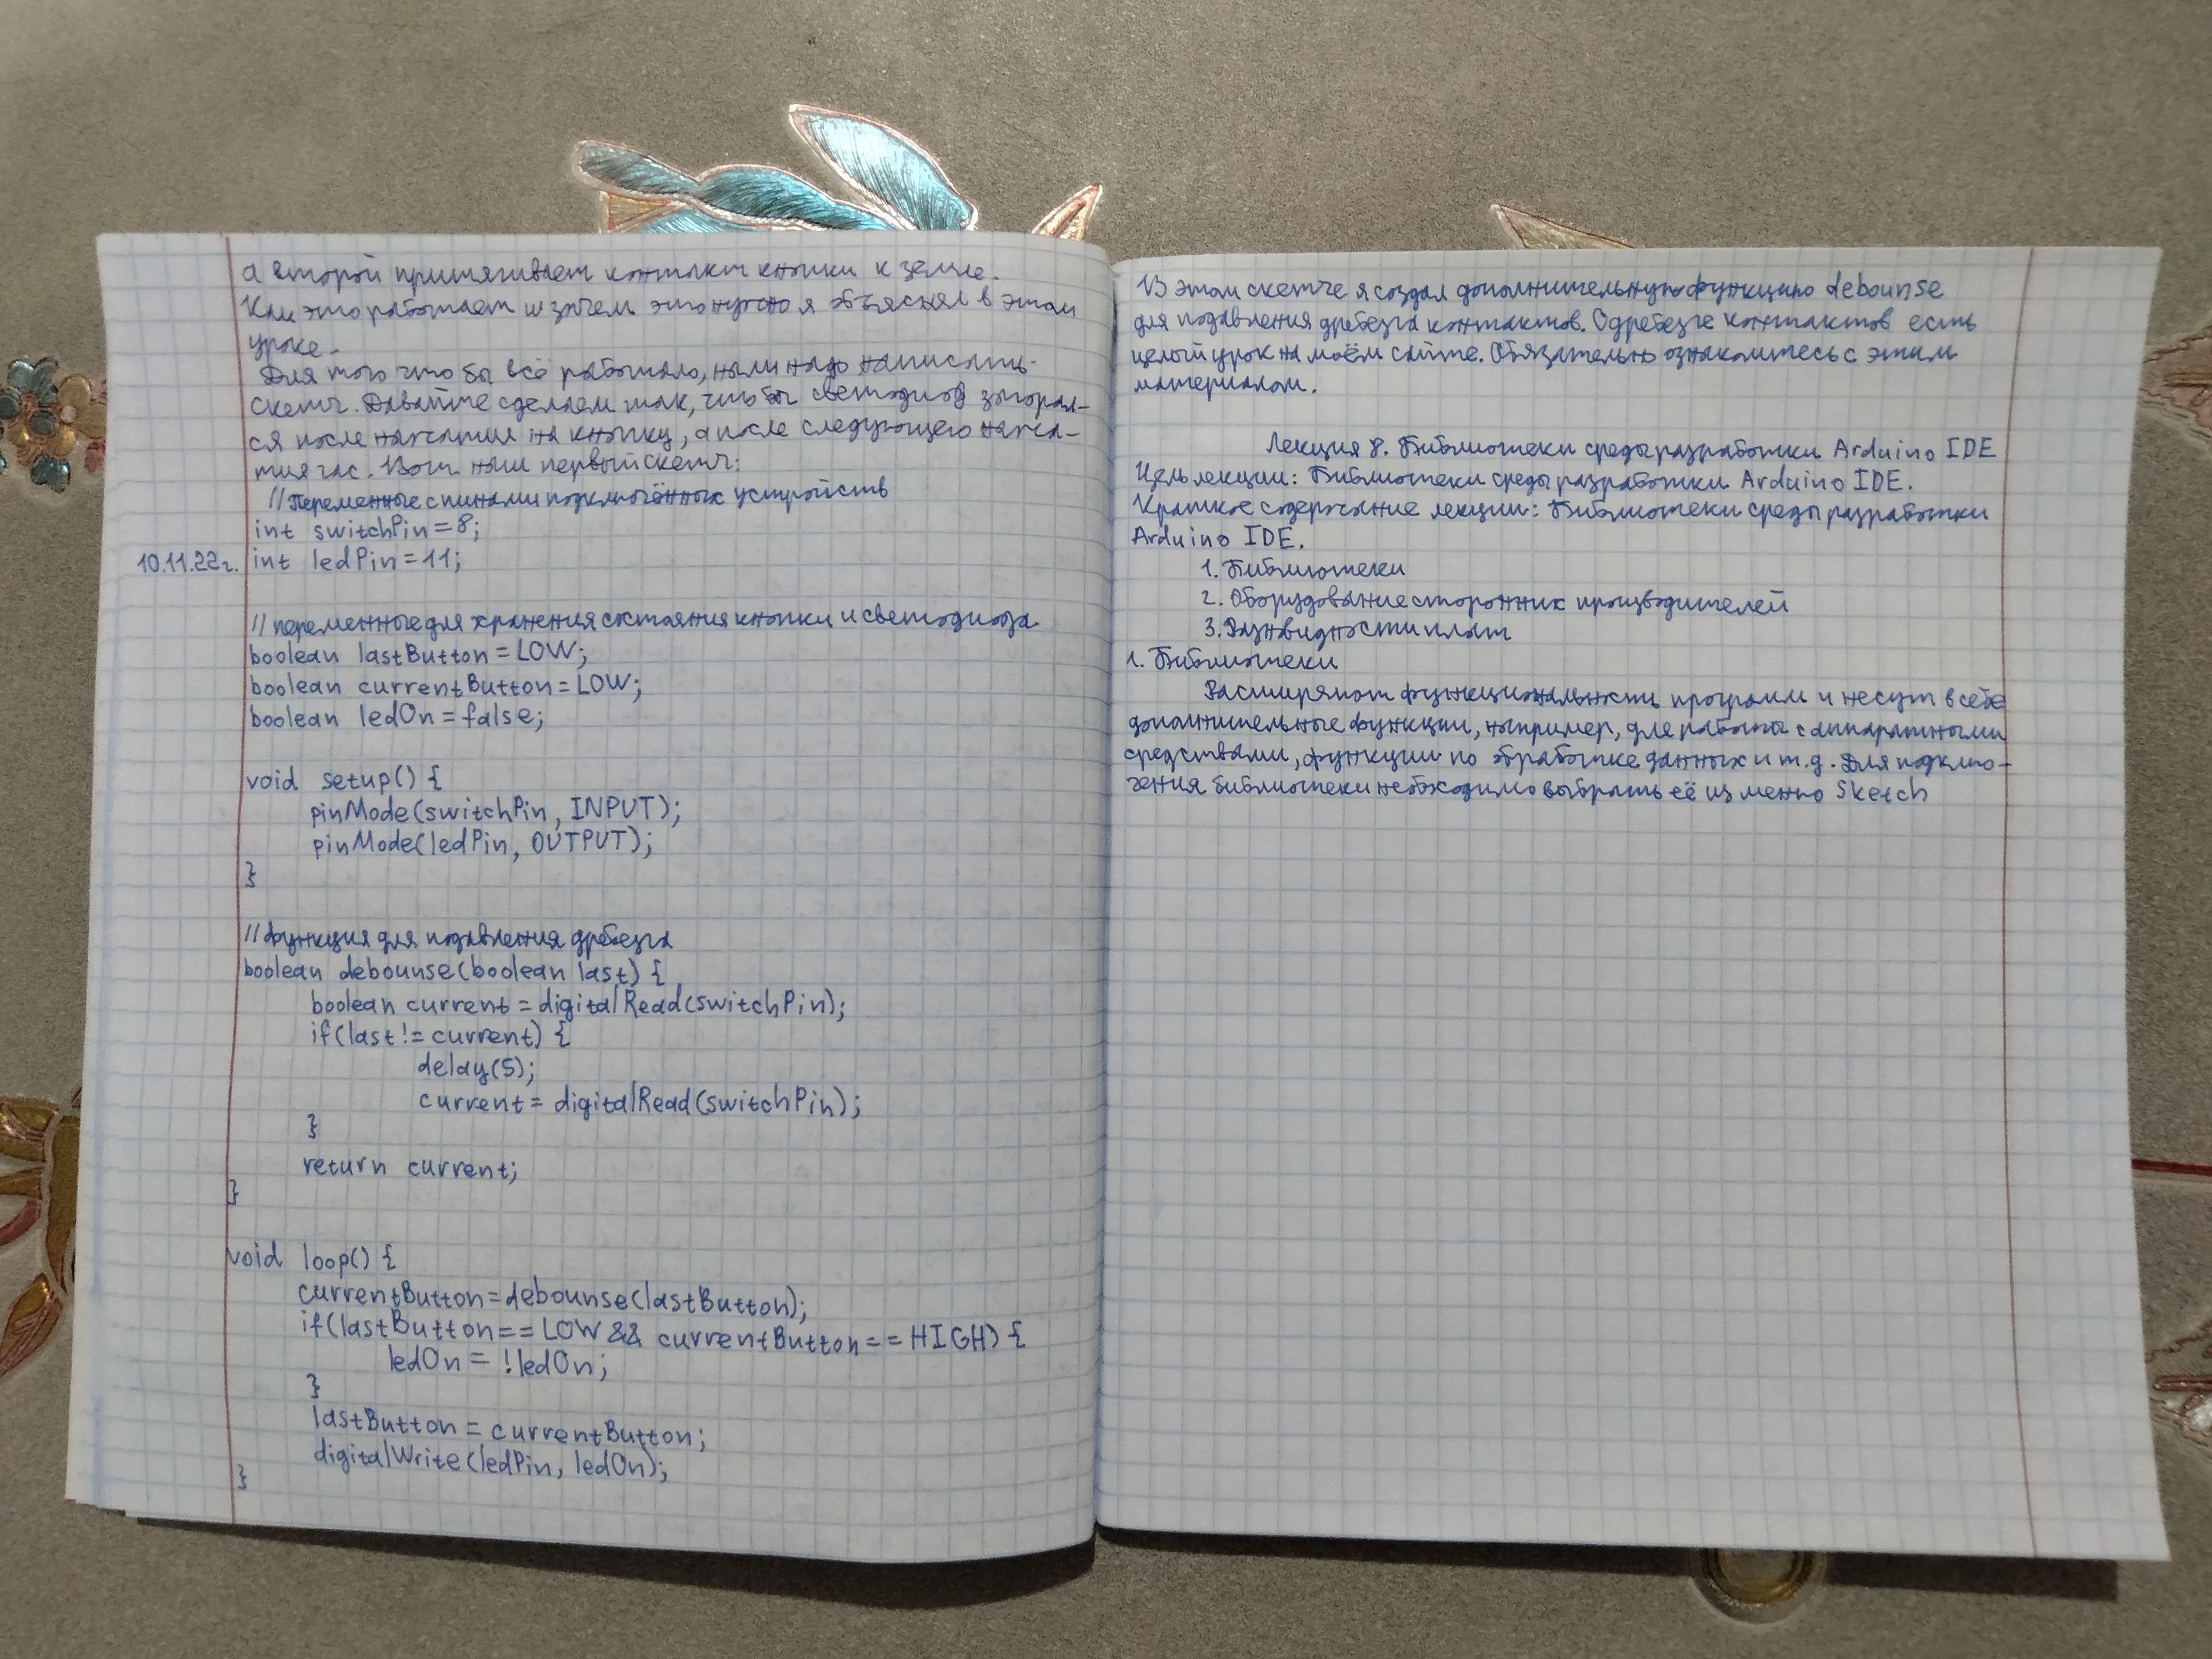 а второй притягивает контакт кнопки к земле.
Как это работает и зачем это нужно я объяснял в этом
уроке.
Для того что бы всё работало, нам надо написать
скетч. Давайте сделаем так, что бы светодиод загорал-
ся после нажатия на кнопку, а после следующего нажа-
тия гас. Вот наш первый скетч:
//Переменные с пинами подключённых устройств
int switchPin=8;
10.11.22г. int ledPin=11;
//переменные для хранения состояния кнопки и светодиода
boolean lastButton=LOW;
boolean currentButton=LOW;
boolean ledOn=false;
void setup() {
pinMode(switchPin, INPUT);
pinMode(ledPin, OUTPUT);
}
//функция для подавления дребезга
boolean debounse(boolean last) {
boolean current=digitalRead(switchPin);
if(last!=current) {
delay(5);
current=digitalRead(switchPin);
}
return current;
}
void loop() {
currentButton=debounse(lastButton);
if(lastButton==LOW && currentButton==HIGH) {
ledOn= !ledOn;
}
lastButton=currentButton;
digitalWrite(ledPin, ledOn);
}
В этом скетче я создал дополнительную функцию debounse
для подавления дребезга контактов. О дребезге контактов есть
целый урок на моём сайте. Обязательно ознакомьтесь с этим
материалом.
Лекция 8. Библиотеки среды разработки Arduino IDE
Цель лекции: Библиотеки среды разработки Arduino IDE.
Краткое содержание лекции: Библиотеки среды разработки
Arduino IDE.
1. Библиотеки
2. Оборудование сторонних производителей
3. Разновидности плат
1. Библиотеки
Расширяют функциональность программ и несут в себе
дополнительные функции, например, для работы с аппаратными
средствами, функции по обработке данных и т.д. Для подклю-
чения библиотеки необходимо выбрать её из меню Sketch